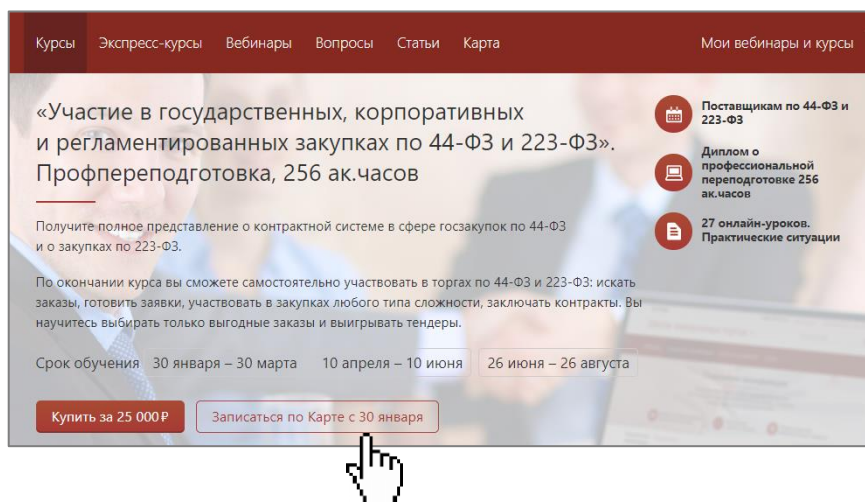 Курсы Экспресс-курсы Вебинары Вопросы Статьи Карта Мои вебинары и курсы
«Участие в государственных, корпоративных
и регламентированных закупках по 44-ФЗ и 223-ФЗ».
Профпереподготовка, 256 ак.часов
Получите полное представление о контрактной системе в сфере госзакупок по 44-ФЗ
и о закупках по 223-ФЗ.
По окончании курса вы сможете самостоятельно участвовать в торгах по 44-ФЗ и 223-ФЗ: искать
заказы, готовить заявки, участвовать в закупках любого типа сложности, заключать контракты. Вы
научитесь выбирать только выгодные заказы и выигрывать тендеры.
Срок обучения 30 января – 30 марта 10 апреля – 10 июня 26 июня – 26 августа
Купить за 25 000 ₽ Записаться по Карте с 30 января
Поставщикам по 44-ФЗ и
223-ФЗ
Диплом о
профессиональной
переподготовке 256
ак.часов
27 онлайн-уроков.
Практические ситуации